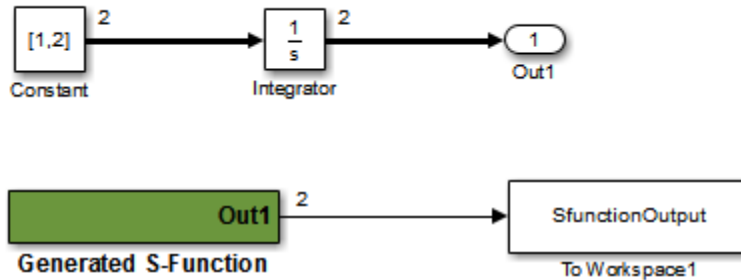 2
2
[1,2]
1
s
1
Constant
Integrator
Out1
2
Out1
SfunctionOutput
Generated S-Function
To Workspace1